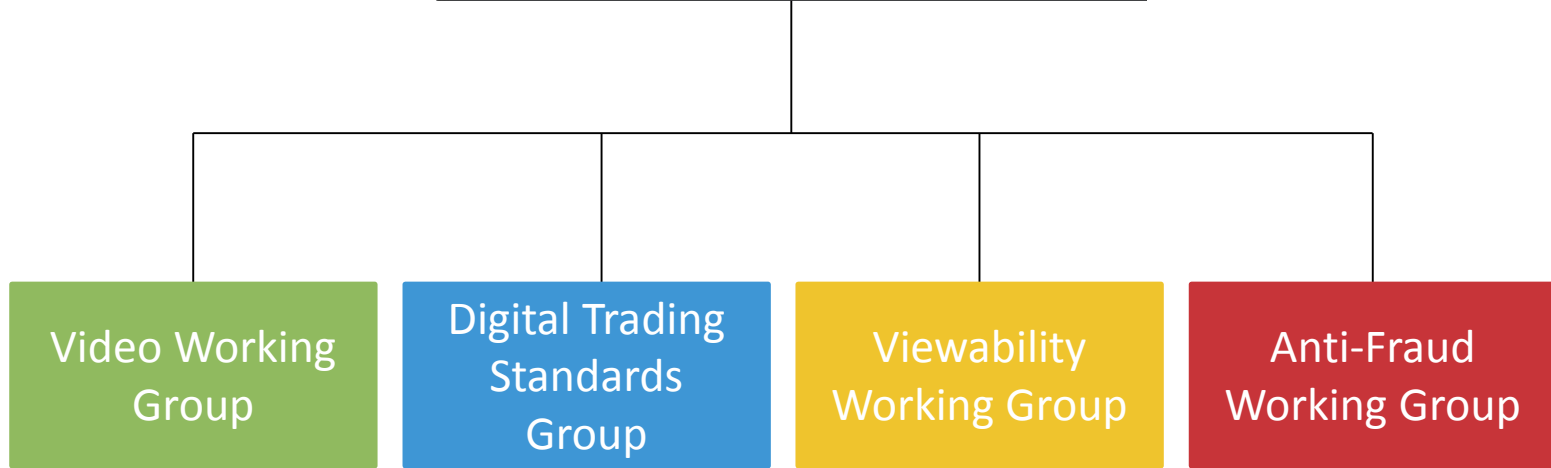 Video Working
Group
Digital Trading
Standards
Group
Viewability
Working Group
Anti-Fraud
Working Group